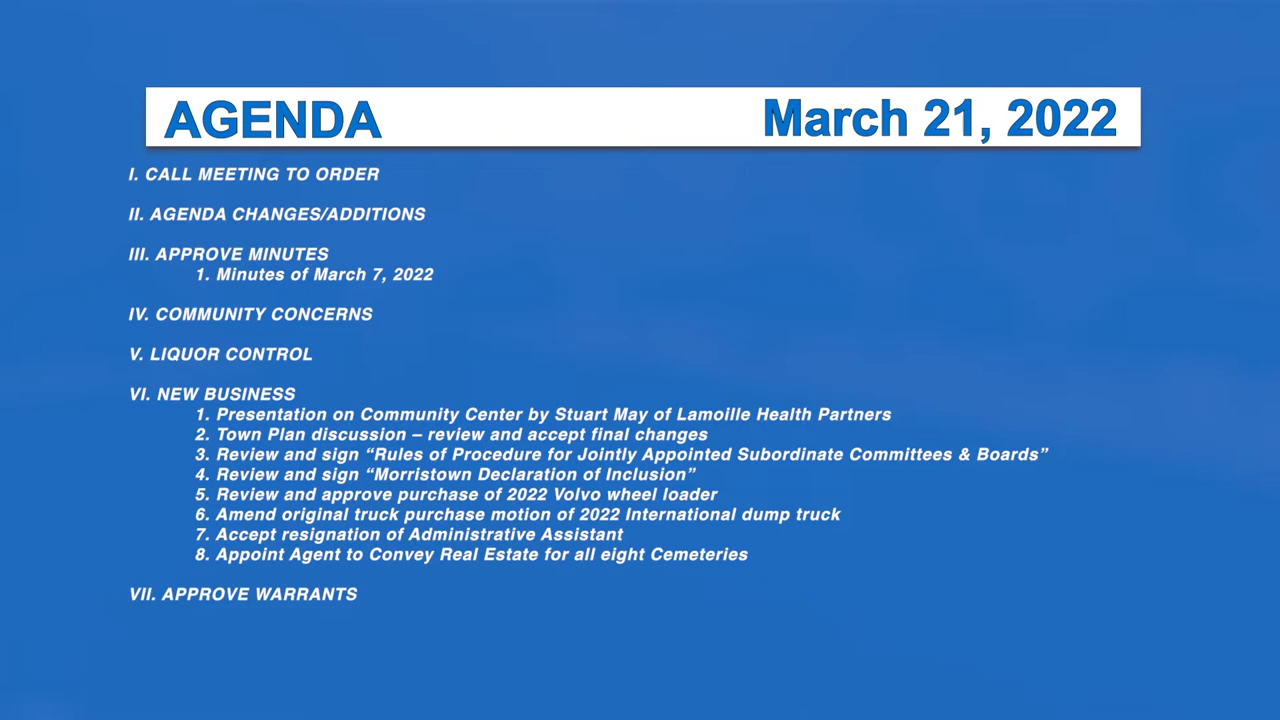 AGENDA March 21, 2022
I. CALL MEETING TO ORDER
II. AGENDA CHANGES/ADDITIONS
III. APPROVE MINUTES
1. Minutes of March 7, 2022
IV. COMMUNITY CONCERNS
V. LIQUOR CONTROL
VI. NEW BUSINESS
1. Presentation on Community Center by Stuart May of Lamoille Health Partners
2. Town Plan discussion – review and accept final changes
3. Review and sign “Rules of Procedure for Jointly Appointed Subordinate Committees & Boards”
4. Review and sign “Morristown Declaration of Inclusion”
5. Review and approve purchase of 2022 Volvo wheel loader
6. Amend original truck purchase motion of 2022 International dump truck
7. Accept resignation of Administrative Assistant
8. Appoint Agent to Convey Real Estate for all eight Cemeteries
VII. APPROVE WARRANTS